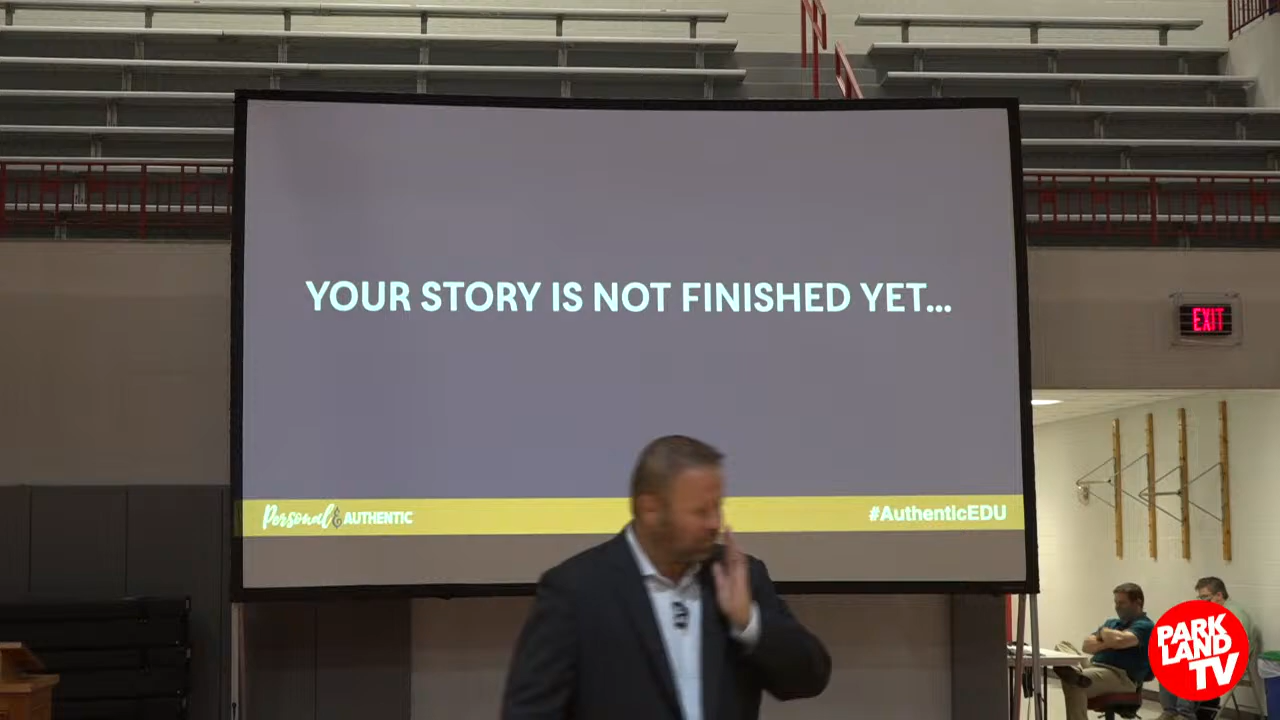 YOUR STORY IS NOT FINISHED YET...
EXIT
Personal & AUTHENTIC
#AuthenticEDU
PARK
LAND
TV